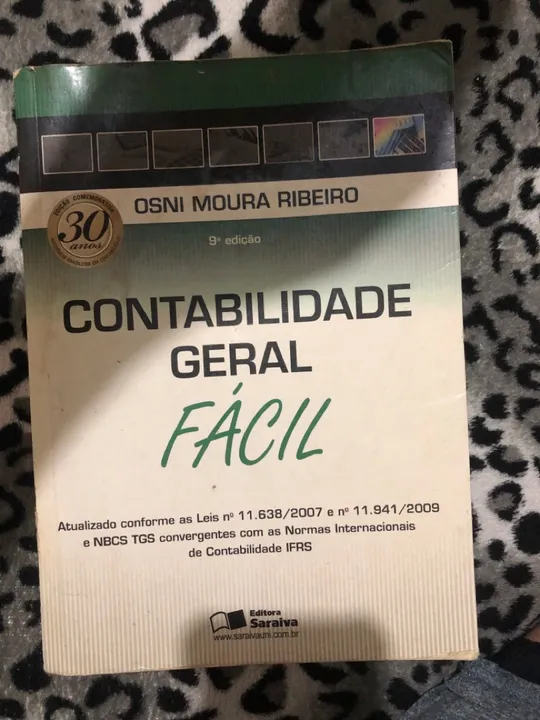 OSNI MOURA RIBEIRO
EDIÇÃO COMEMORATIVA
30
anos
9ª edição
CONTABILIDADE
GERAL
FÁCIL
Atualizado conforme as Leis nº 11.638/2007 e nº 11.941/2009
e NBCS TGS convergentes com as Normas Internacionais
de Contabilidade IFRS
Editora
Saraiva
www.saraivauni.com.br